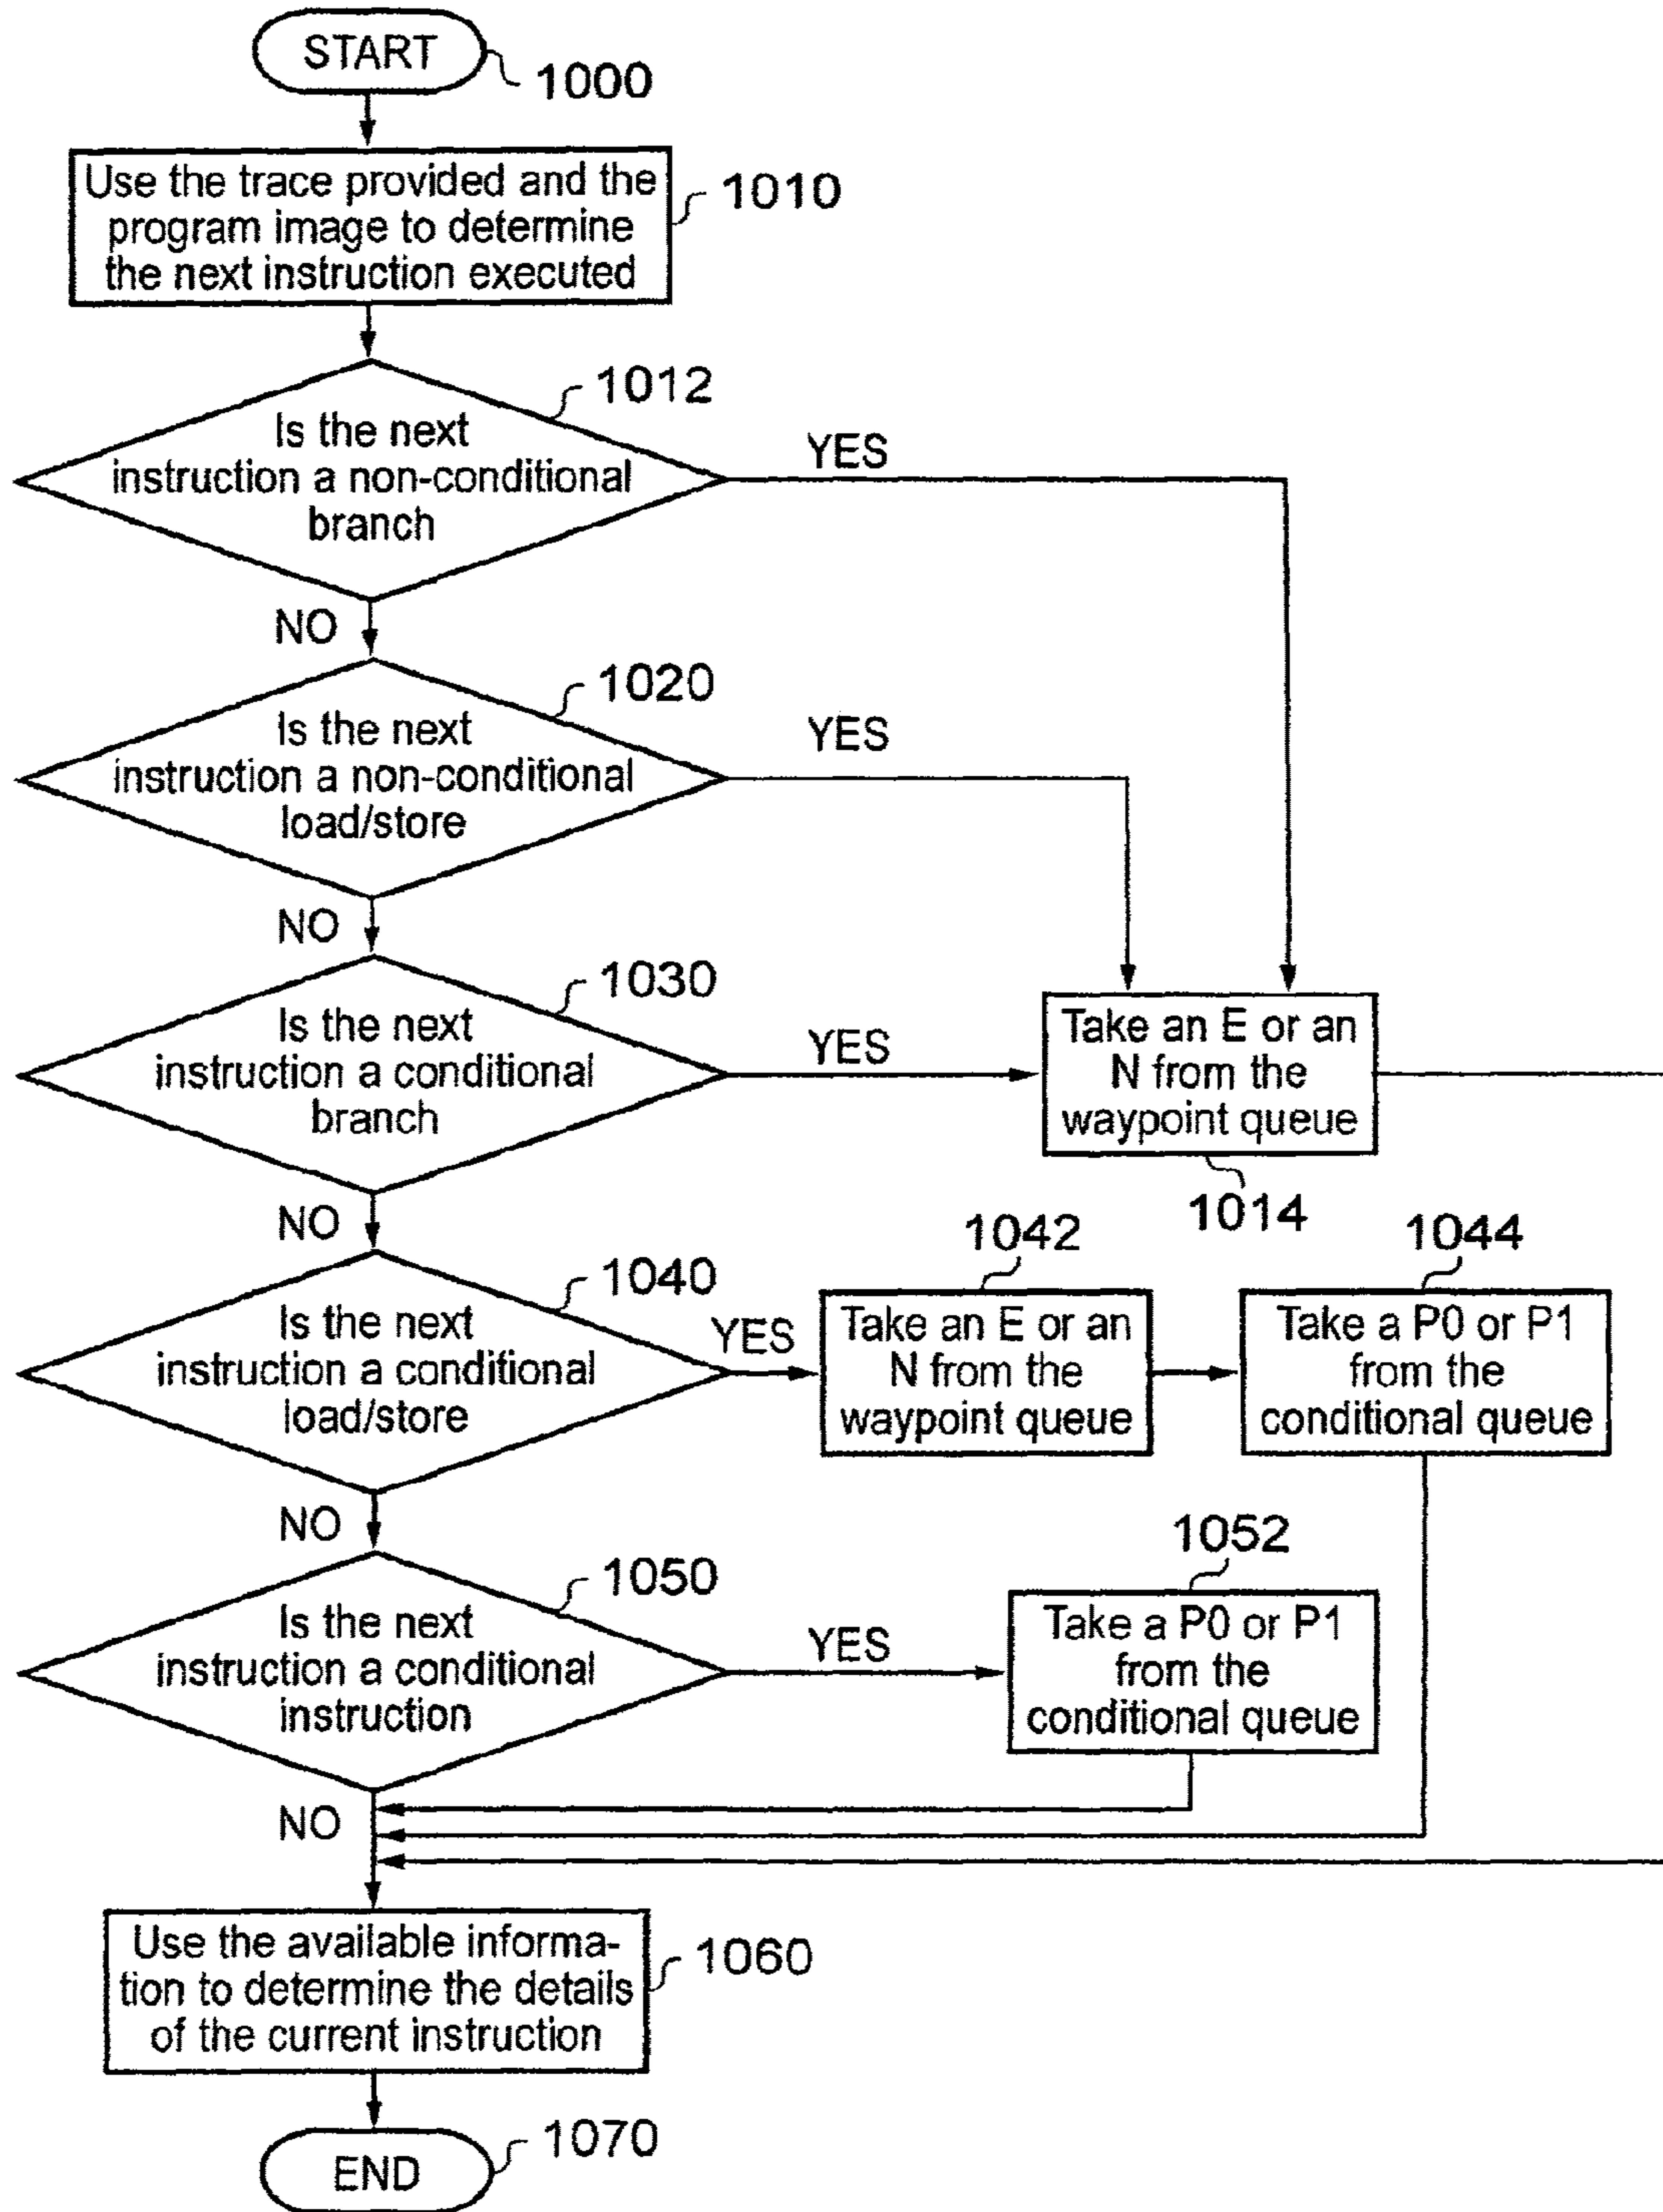 START
1000
Use the trace provided and the
program image to determine
the next instruction executed
1010
1012
Is the next
instruction a non-conditional
branch
YES
NO
1020
Is the next
instruction a non-conditional
load/store
YES
NO
1030
Is the next
instruction a conditional
branch
YES
Take an E or an
N from the
waypoint queue
1014
NO
1040
Is the next
instruction a conditional
load/store
YES
1042
Take an E or an
N from the
waypoint queue
1044
Take a P0 or P1
from the
conditional queue
NO
1050
Is the next
instruction a conditional
instruction
YES
1052
Take a P0 or P1
from the
conditional queue
NO
Use the available informa-
tion to determine the details
of the current instruction
1060
END
1070